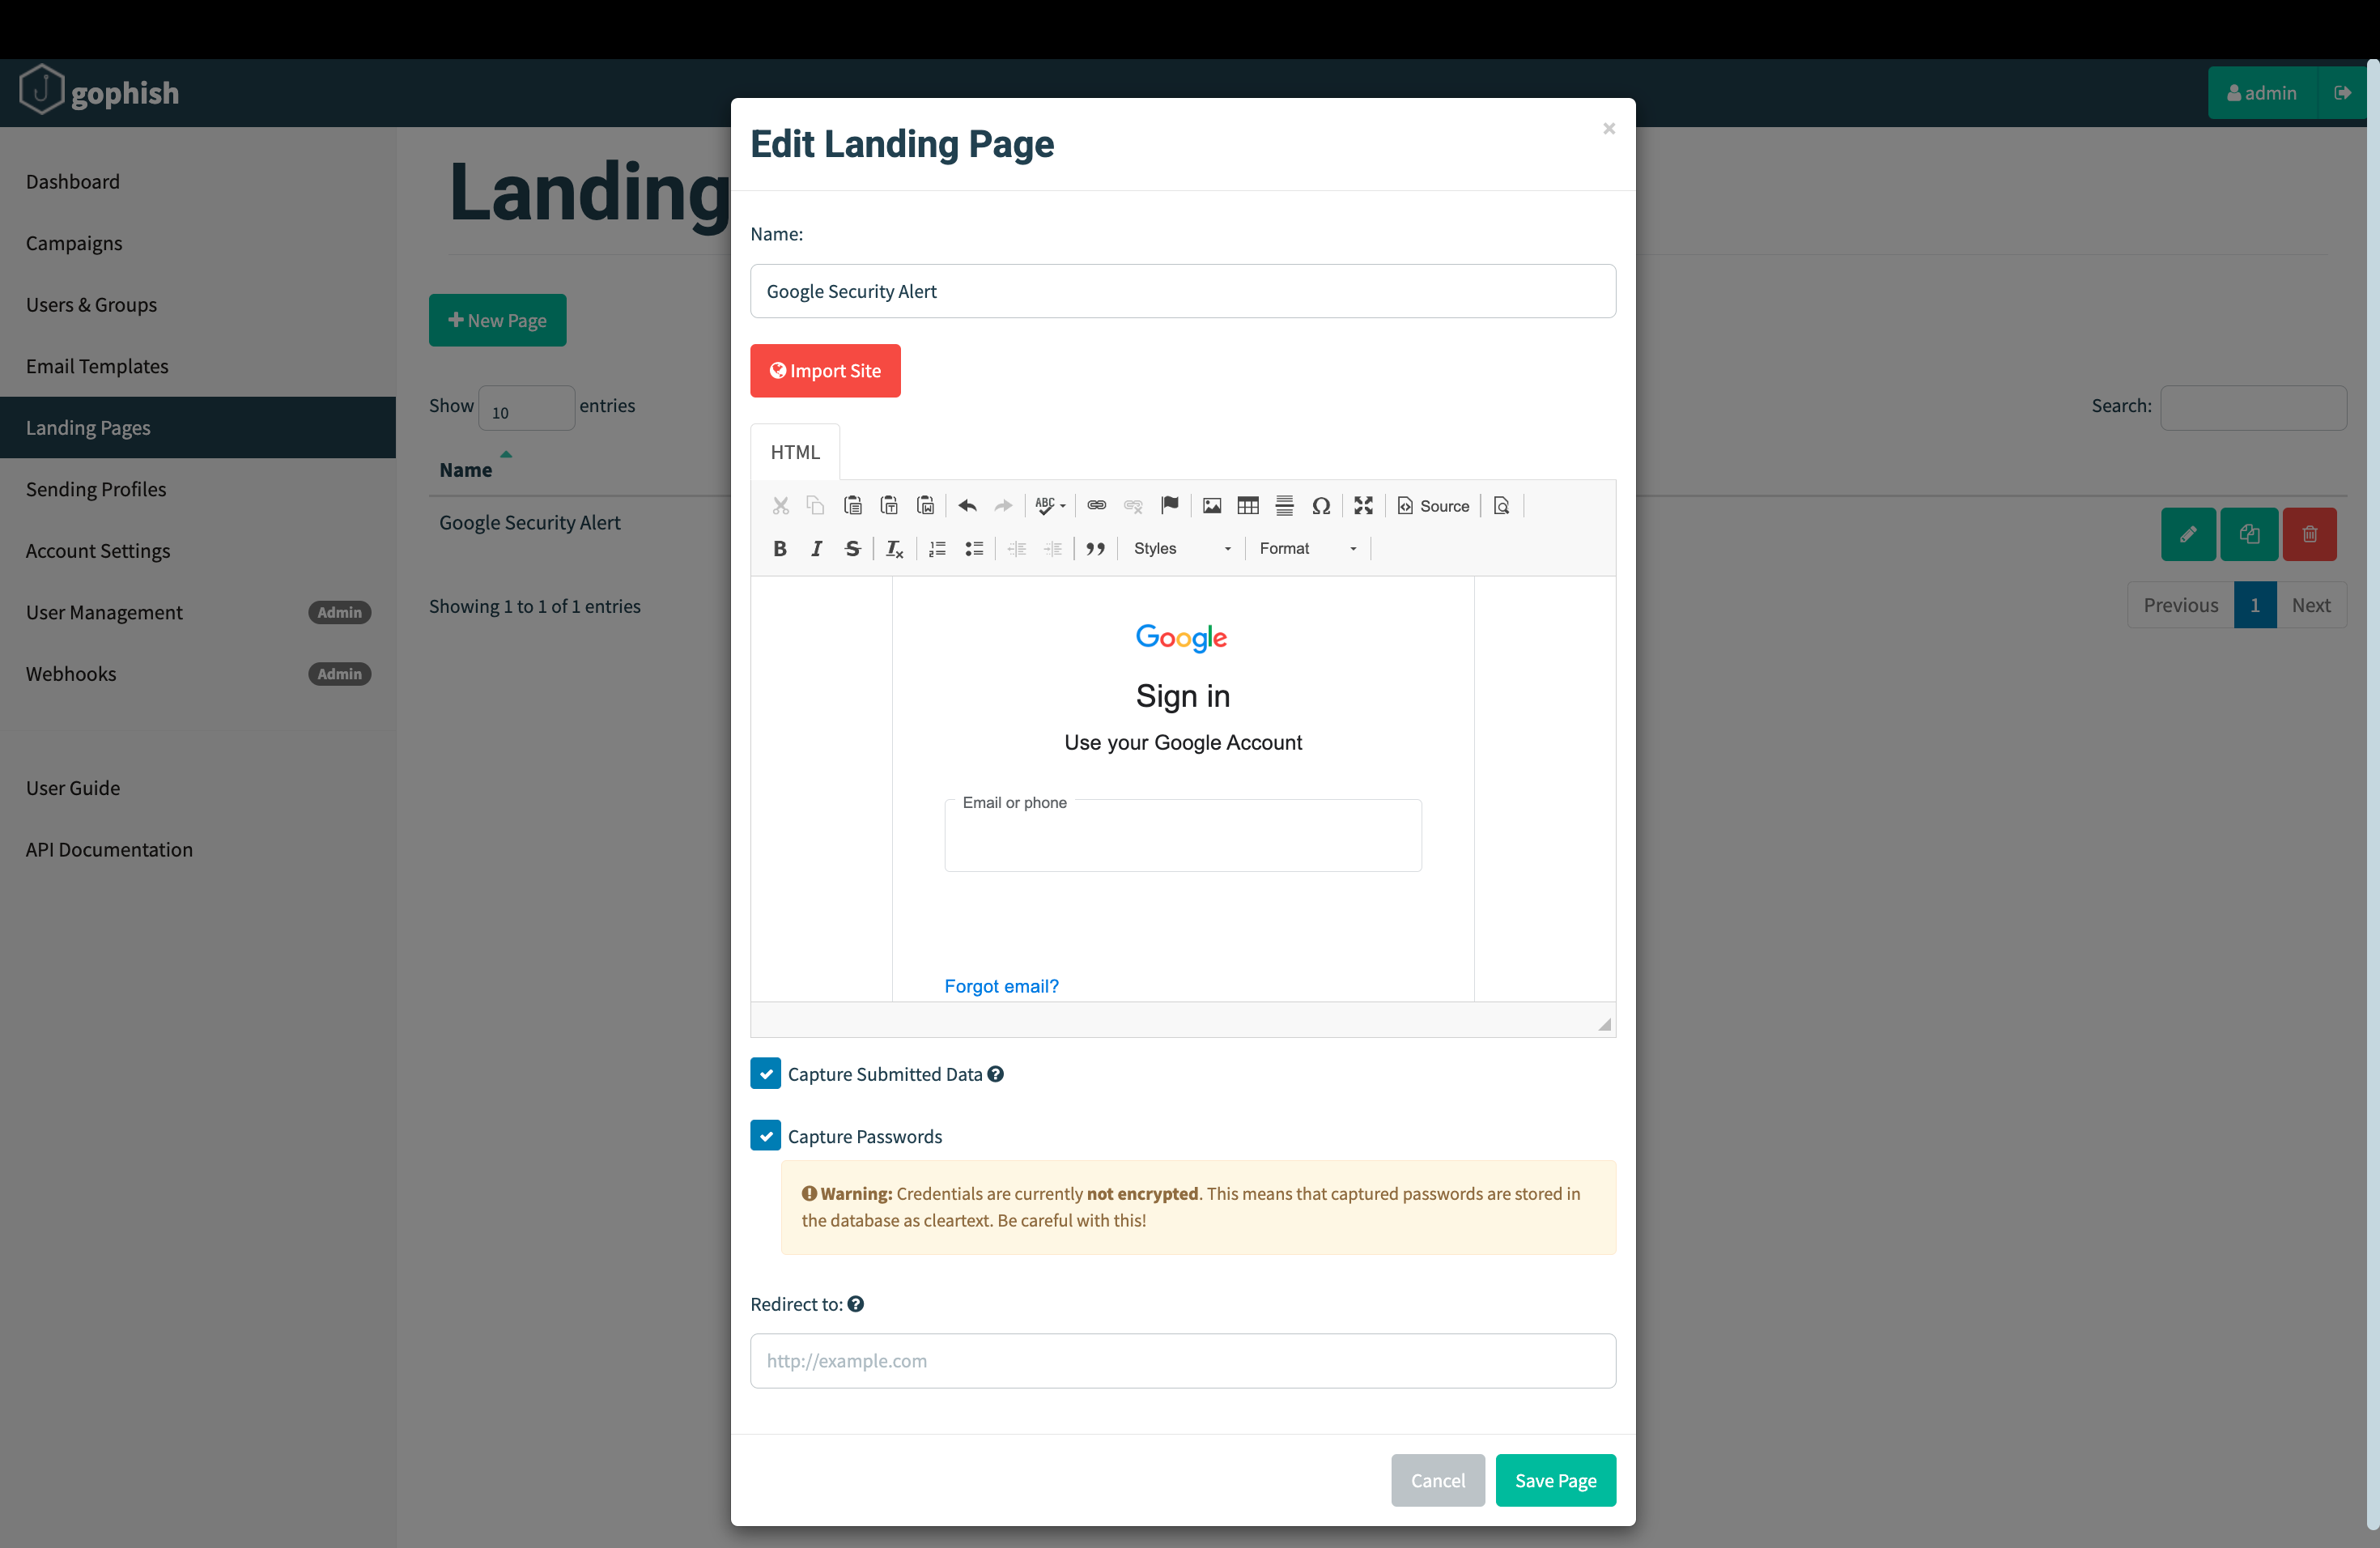 gophish
admin
Dashboard
Campaigns
Users & Groups
Email Templates
Landing Pages
Sending Profiles
Account Settings
User Management Admin
Webhooks Admin
User Guide
API Documentation
Landing
New Page
Show 10 entries
Search:
Name
Google Security Alert
Showing 1 to 1 of 1 entries
Previous 1 Next
Edit Landing Page
×
Name:
Google Security Alert
Import Site
HTML
ABC
Source
B I S Tx
Styles
Format
Google
Sign in
Use your Google Account
Email or phone
Forgot email?
Capture Submitted Data
Capture Passwords
Warning: Credentials are currently not encrypted. This means that captured passwords are stored in
the database as cleartext. Be careful with this!
Redirect to:
http://example.com
Cancel
Save Page